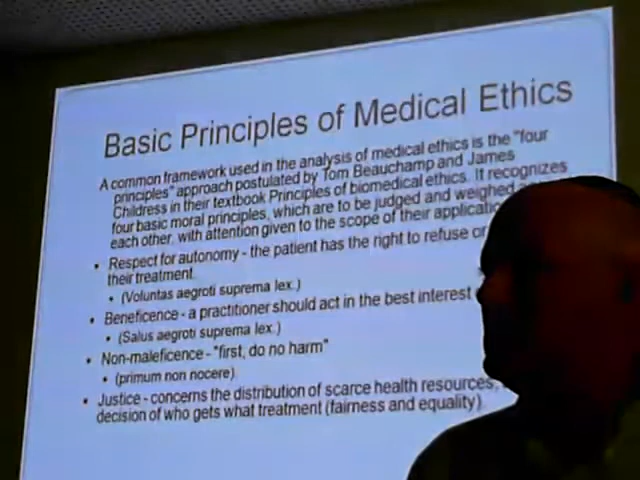 Basic Principles of Medical Ethics
A common framework used in the analysis of medical ethics is the "four
principles" approach postulated by Tom Beauchamp and James
Childress in their textbook Principles of biomedical ethics. It recognizes
four basic moral principles, which are to be judged and weighed
each other, with attention given to the scope of their
• Respect for autonomy - the patient has the right to refuse or
their treatment.
• (Voluntas aegroti suprema lex.)
• Beneficence - a practitioner should act in the best interest
• (Salus aegroti suprema lex.)
• Non-maleficence - "first, do no harm"
• (primum non nocere).
• Justice - concerns the distribution of scarce health resources,
decision of who gets what treatment (fairness and equality).